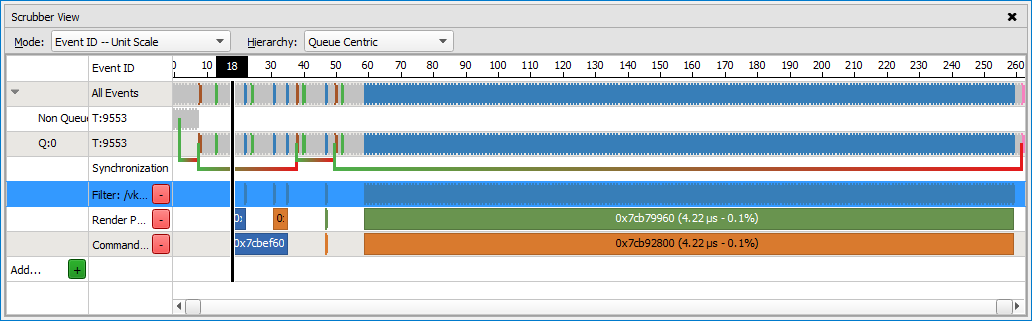 Scrubber View
Mode: Event ID -- Unit Scale Hierarchy: Queue Centric
Event ID 0 10 18 30 40 50 60 70 80 90 100 110 120 130 140 150 160 170 180 190 200 210 220 230 240 250 260
All Events
Non Queu T:9553
Q:0 T:9553
Synchronization
Filter: /vk... -
Render P... - 0x 0: 0x7cb79960 (4.22 µs - 0.1%)
Command... - 0x7cbef60 0x7cb92800 (4.22 µs - 0.1%)
Add... +